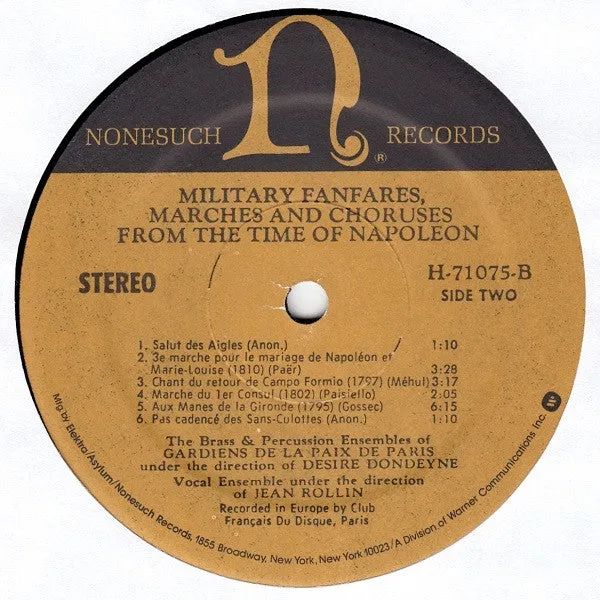 n
NONESUCH RECORDS
®
MILITARY FANFARES,
MARCHES AND CHORUSES
FROM THE TIME OF NAPOLEON
STEREO
H-71075-B
SIDE TWO
1. Salut des Aigles (Anon.) 1:10
2. 3e marche pour le mariage de Napoléon et
Marie-Louise (1810) (Paër) 3:28
3. Chant du retour de Campo Formio (1797) (Méhul) 3:17
4. Marche du 1er Consul (1802) (Paisiello) 2:05
5. Aux Manes de la Gironde (1795) (Gossec) 6:15
6. Pas cadencé des Sans-Culottes (Anon.) 1:10
The Brass & Percussion Ensembles of
GARDIENS DE LA PAIX DE PARIS
under the direction of DESIRE DONDEYNE
Vocal Ensemble under the direction
of JEAN ROLLIN
Recorded in Europe by Club
Français Du Disque, Paris
Mfg by Elektra/Asylum/Nonesuch Records, 1855 Broadway, New York, New York 10023/A Division of Warner Communications Inc.